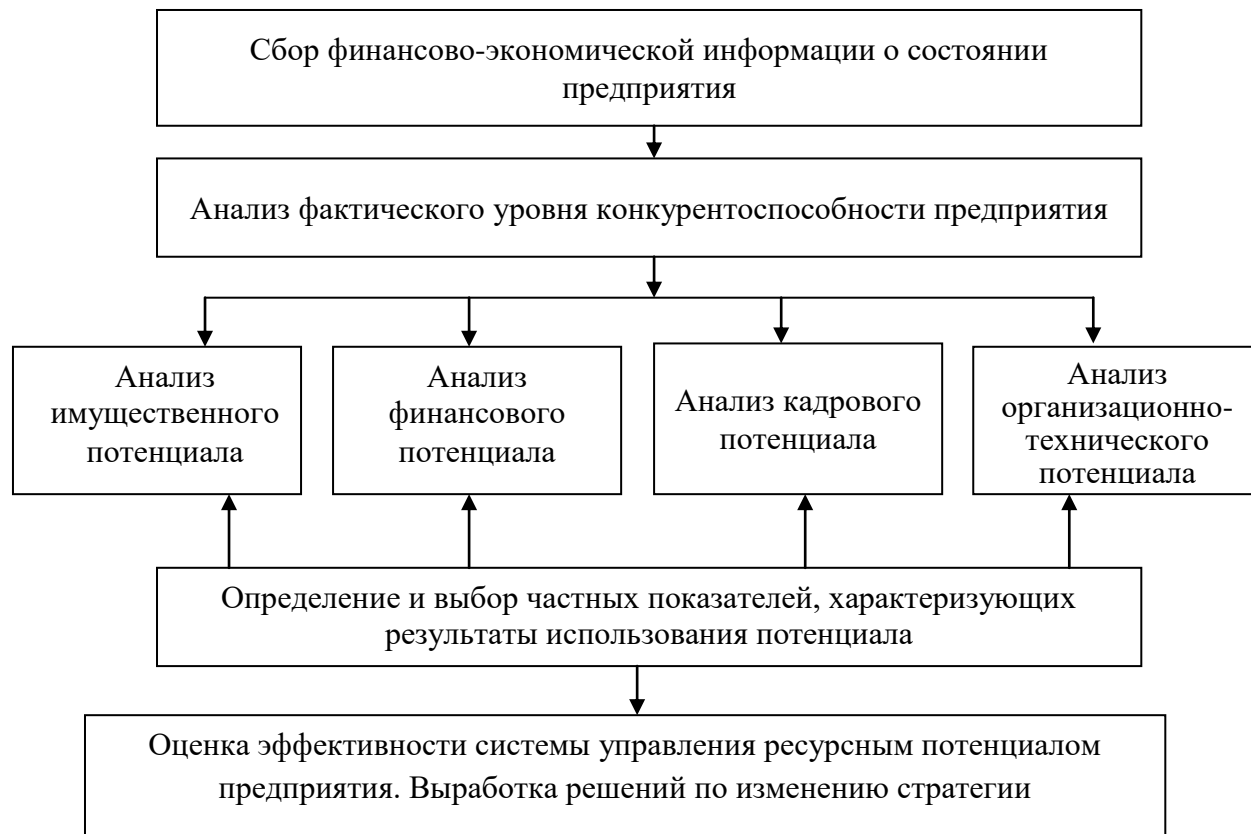 Сбор финансово-экономической информации о состоянии
предприятия
Анализ фактического уровня конкурентоспособности предприятия
Анализ
имущественного
потенциала
Анализ
финансового
потенциала
Анализ кадрового
потенциала
Анализ
организационно-
технического
потенциала
Определение и выбор частных показателей, характеризующих
результаты использования потенциала
Оценка эффективности системы управления ресурсным потенциалом
предприятия. Выработка решений по изменению стратегии